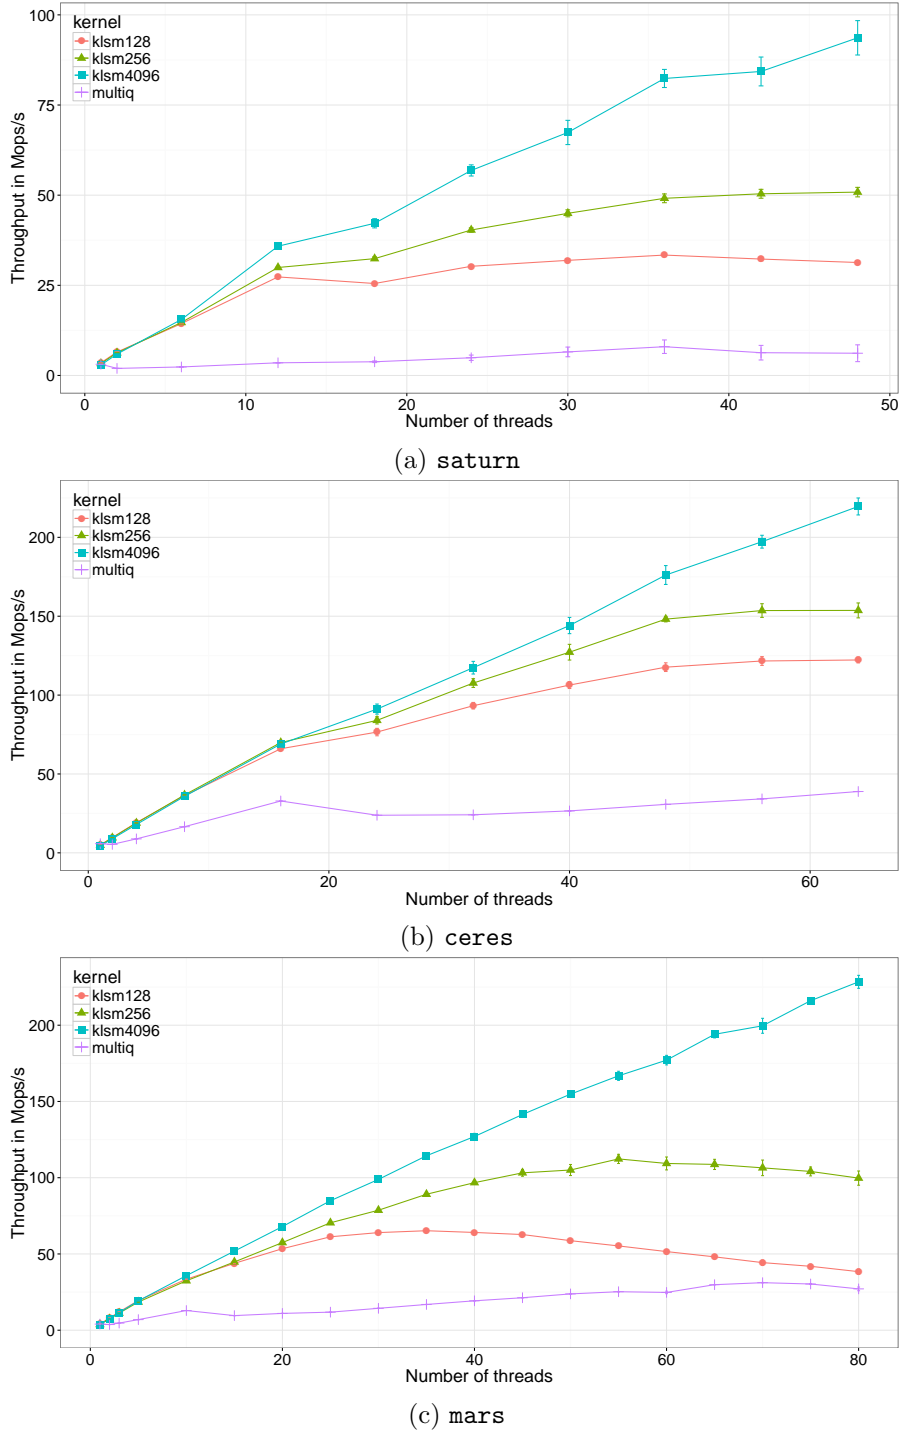 kernel
klsm128
klsm256
klsm4096
multiq
Throughput in Mops/s
100
75
50
25
0
0 10 20 30 40 50
Number of threads
(a) saturn
kernel
klsm128
klsm256
klsm4096
multiq
Throughput in Mops/s
200
150
100
50
0
0 20 40 60
Number of threads
(b) ceres
kernel
klsm128
klsm256
klsm4096
multiq
Throughput in Mops/s
200
150
100
50
0
0 20 40 60 80
Number of threads
(c) mars